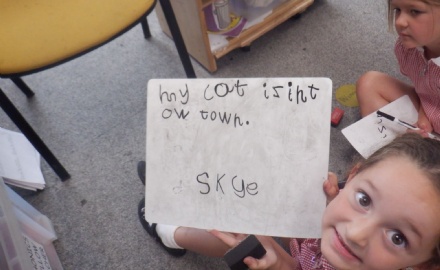 my cat is int
ow town.
SKye